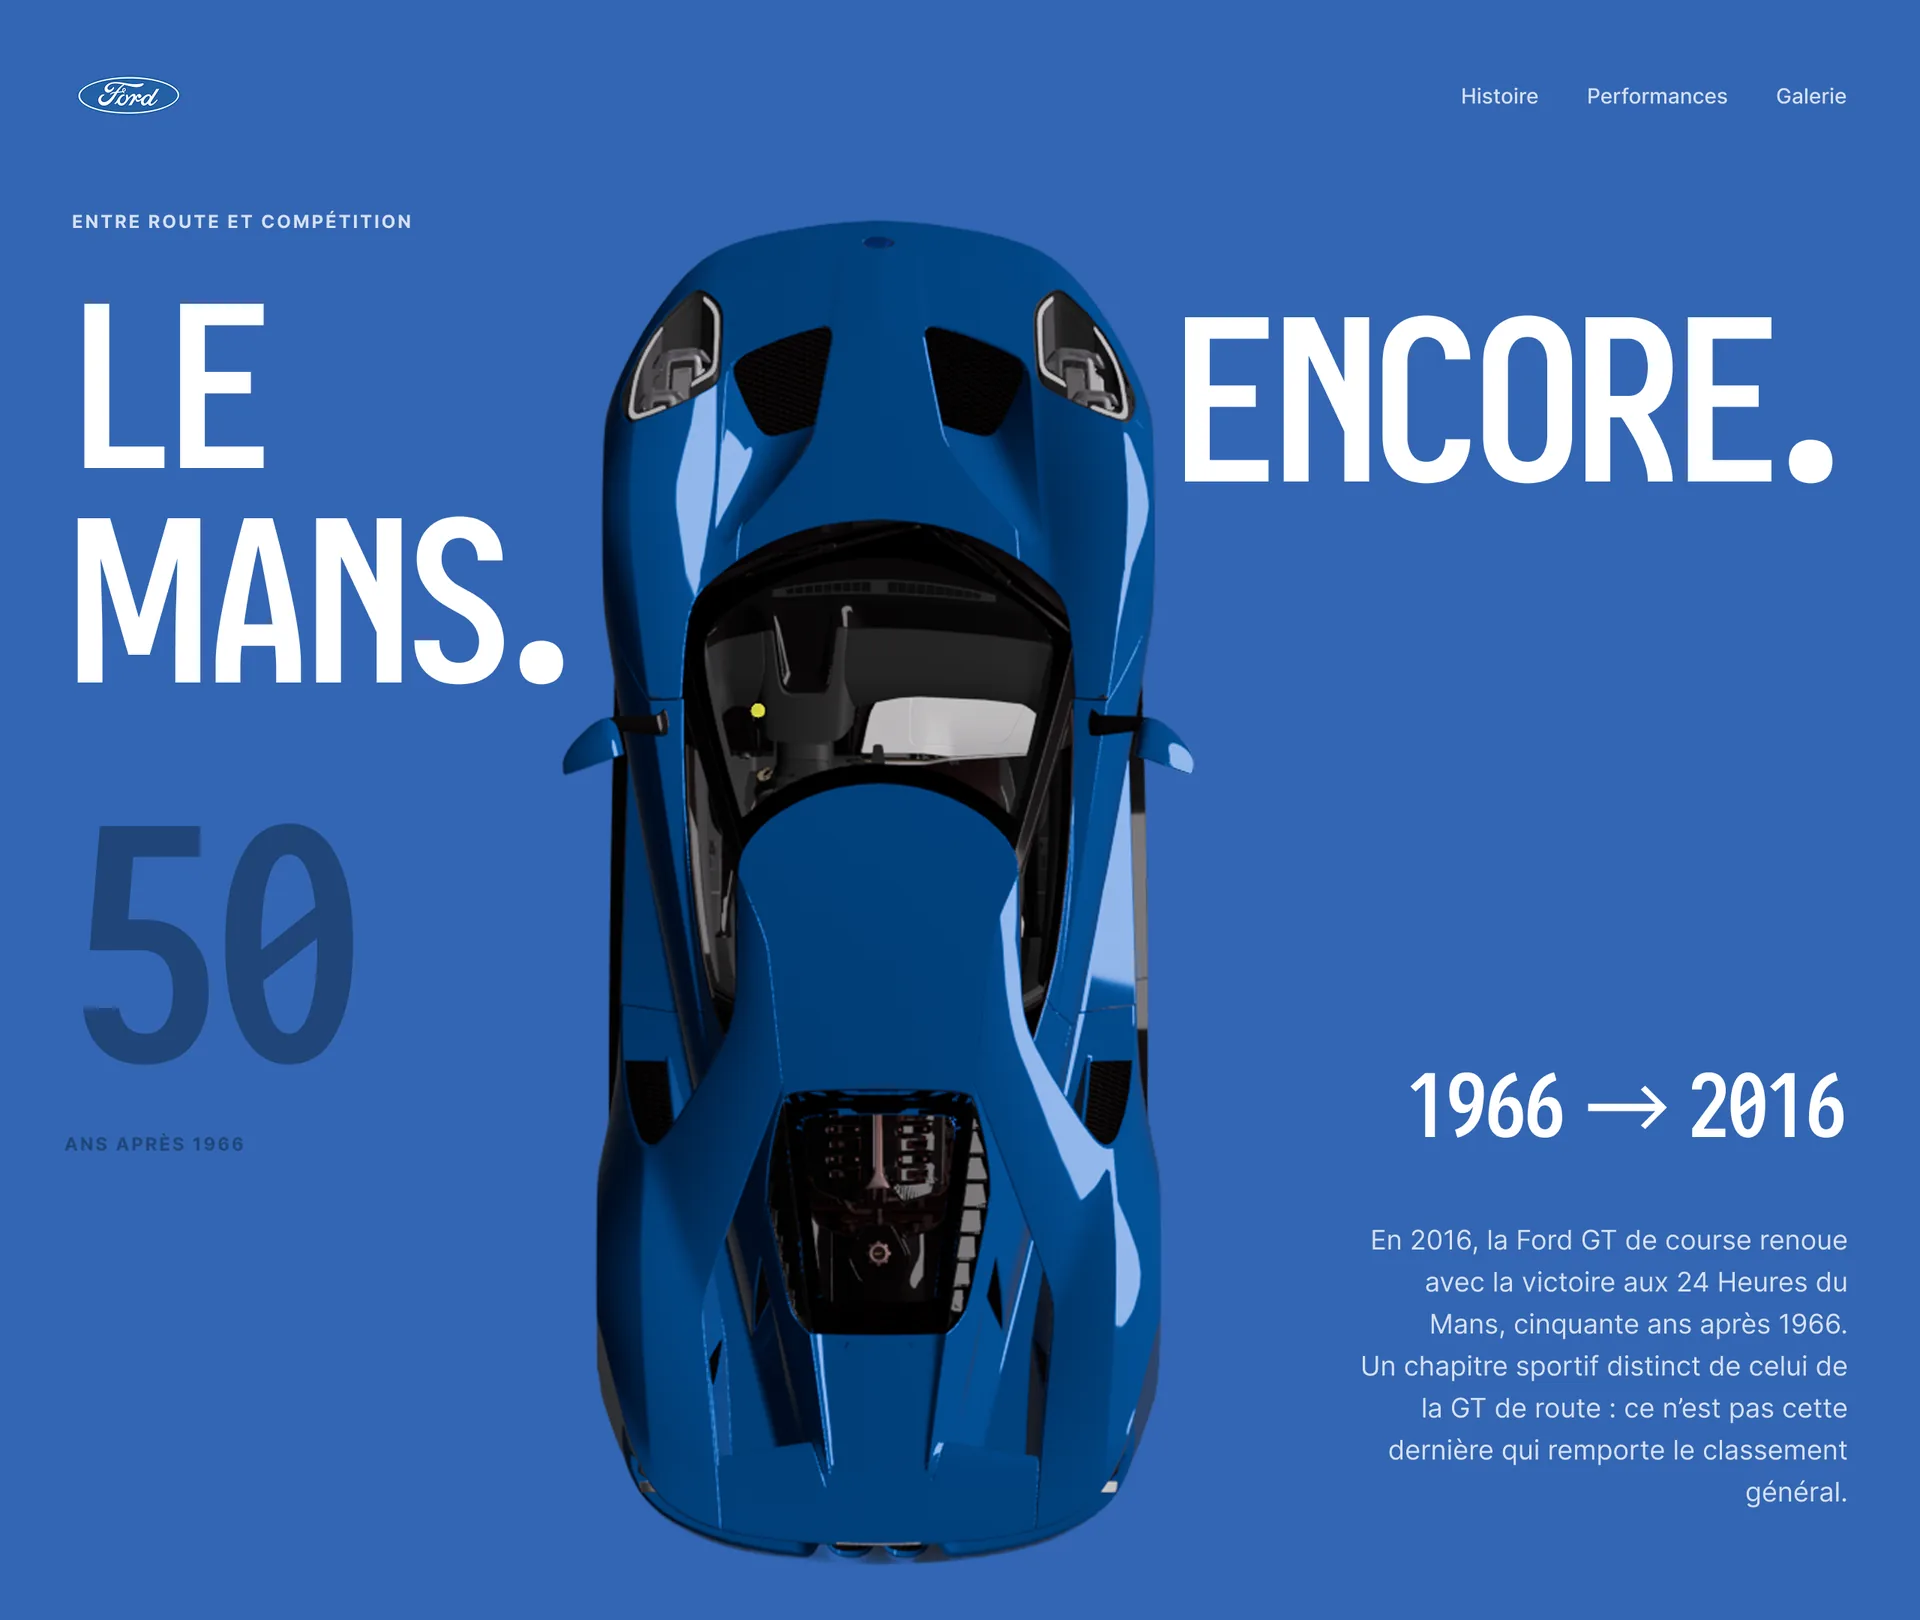 Ford
Histoire
Performances
Galerie
ENTRE ROUTE ET COMPÉTITION
LE
MANS.
ENCORE.
50
ANS APRÈS 1966
1966 → 2016
En 2016, la Ford GT de course renoue
avec la victoire aux 24 Heures du
Mans, cinquante ans après 1966.
Un chapitre sportif distinct de celui de
la GT de route : ce n’est pas cette
dernière qui remporte le classement
général.